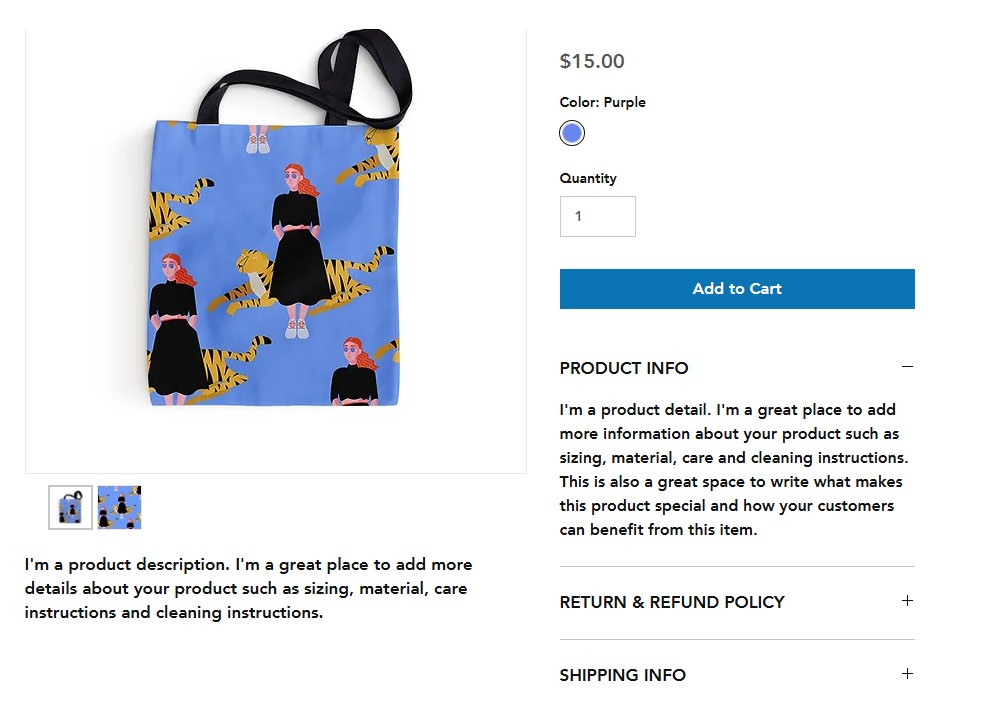 $15.00
Color: Purple
Quantity
1
Add to Cart
PRODUCT INFO
I'm a product detail. I'm a great place to add
more information about your product such as
sizing, material, care and cleaning instructions.
This is also a great space to write what makes
this product special and how your customers
can benefit from this item.
RETURN & REFUND POLICY
SHIPPING INFO
I'm a product description. I'm a great place to add more
details about your product such as sizing, material, care
instructions and cleaning instructions.